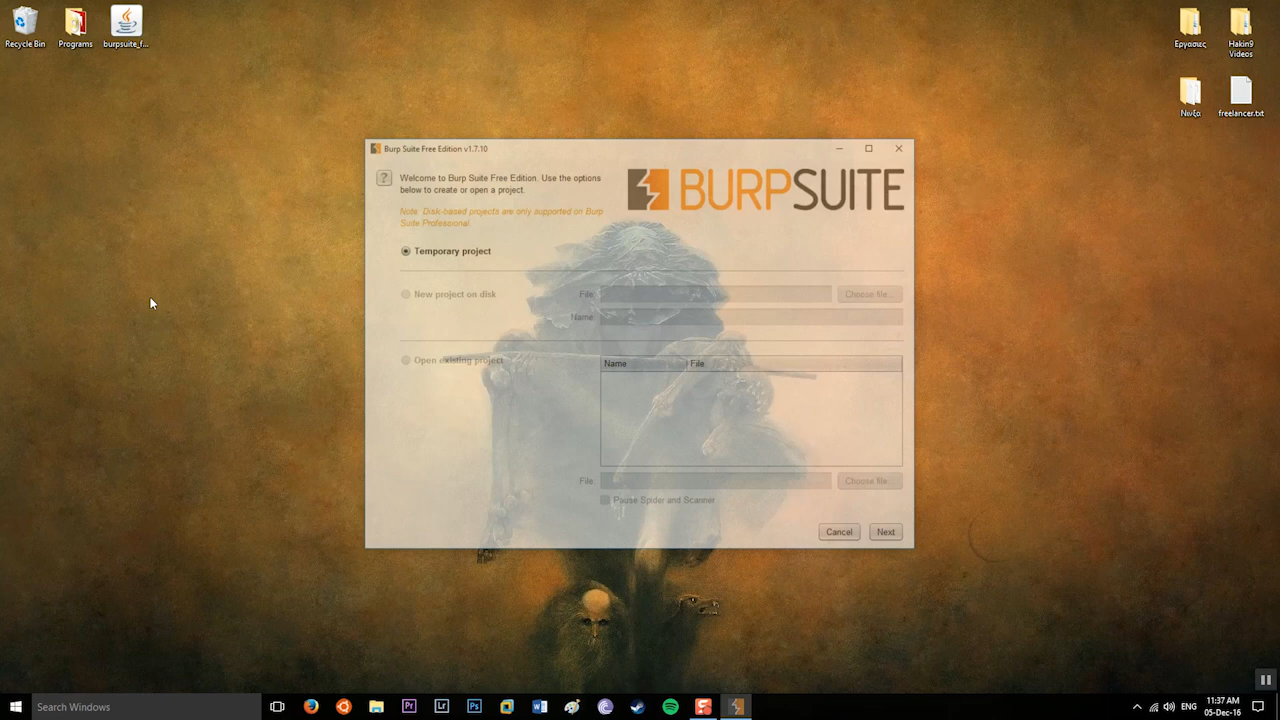 Recycle Bin
Programs
burpsuite_f...
Εργασιες
Hakin9
Videos
Νινζα
freelancer.txt
Burp Suite Free Edition v1.7.10
?
Welcome to Burp Suite Free Edition. Use the options
below to create or open a project.
BURPSUITE
Note: Disk-based projects are only supported on Burp
Suite Professional.
Temporary project
New project on disk
File:
Choose file...
Name:
Open existing project
Name
File
File:
Choose file...
Pause Spider and Scanner
Cancel
Next
Search Windows
Pr
Lr
Ps
ENG
11:37 AM
05-Dec-16